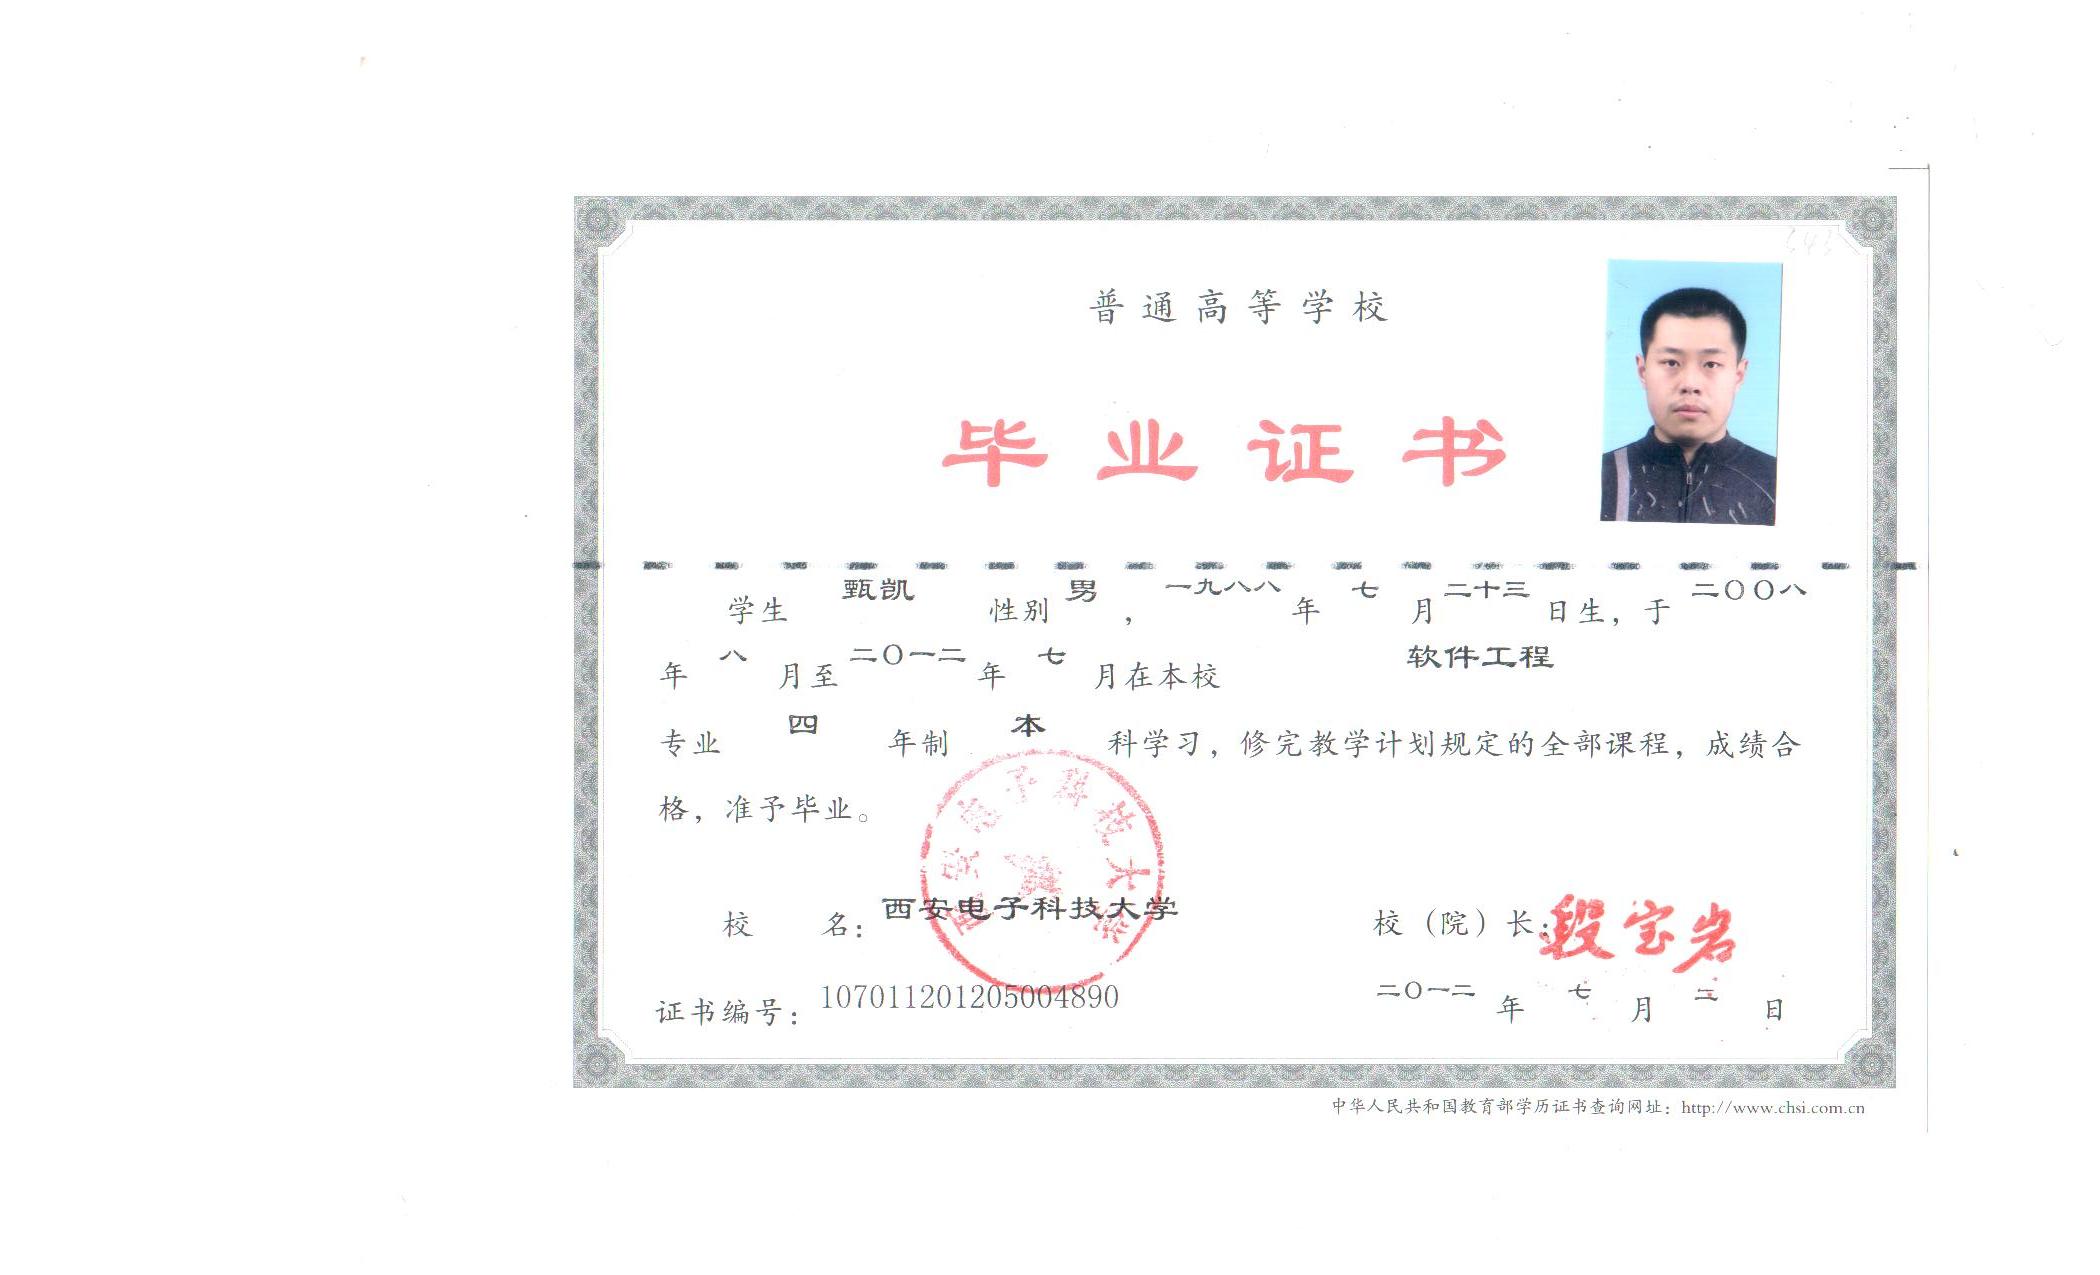 普通高等学校
毕业证书
学生 甄凯 性别 男 ，一九八八 年 七 月 二十三 日生，于 二〇〇八
年 八 月至 二〇一二 年 七 月在本校 软件工程
专业 四 年制 本 科学习，修完教学计划规定的全部课程，成绩合
格，准予毕业。
西安电子科技大学
校 名：西安电子科技大学 校（院）长：段宝岩
证书编号：107011201205004890 二〇一二 年 七 月 日
中华人民共和国教育部学历证书查询网址：http://www.chsi.com.cn